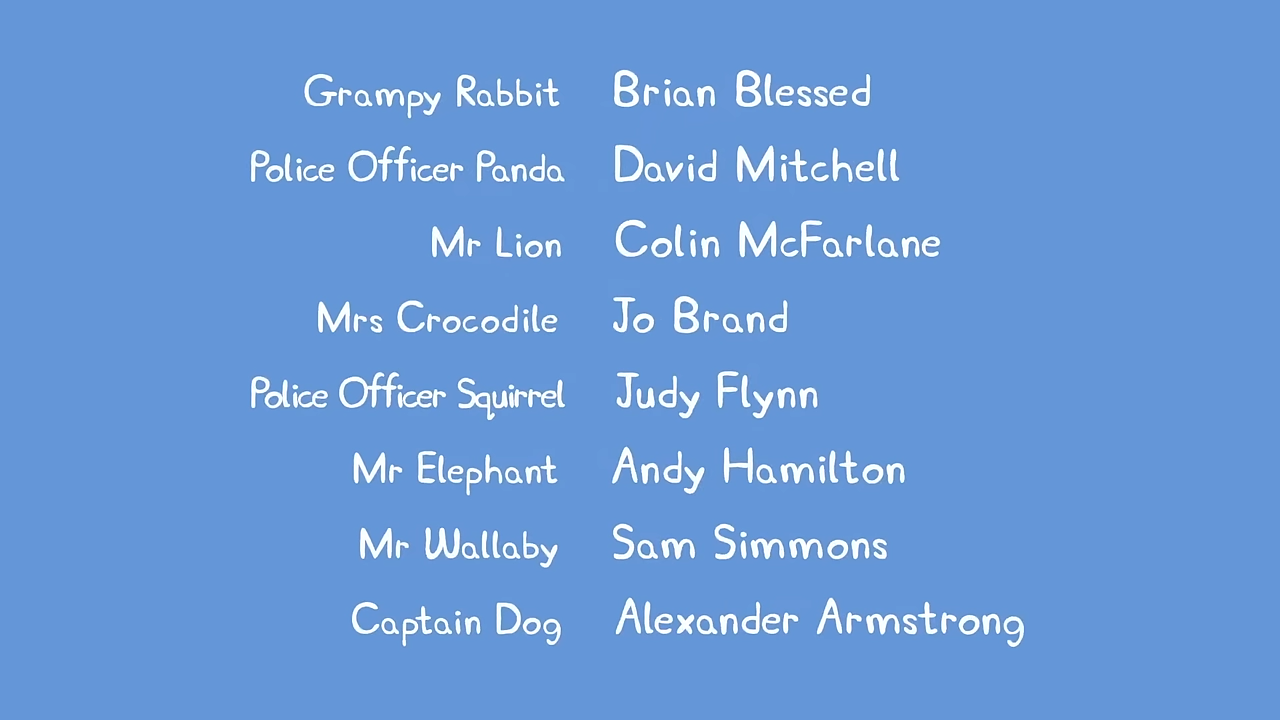 Grampy Rabbit Brian Blessed
Police Officer Panda David Mitchell
Mr Lion Colin McFarlane
Mrs Crocodile Jo Brand
Police Officer Squirrel Judy Flynn
Mr Elephant Andy Hamilton
Mr Wallaby Sam Simmons
Captain Dog Alexander Armstrong